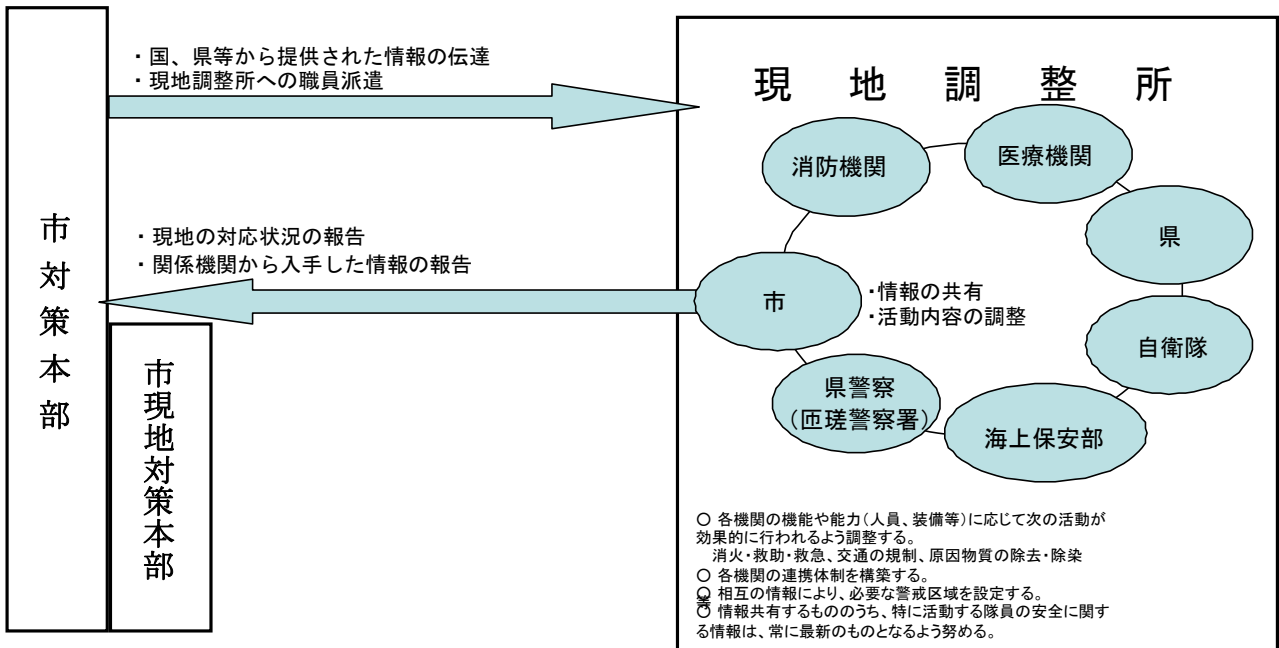 ・国、県等から提供された情報の伝達
・現地調整所への職員派遣
・現地の対応状況の報告
・関係機関から入手した情報の報告
市対策本部
市現地対策本部
現地調整所
消防機関
医療機関
県
自衛隊
海上保安部
県警察
（匝瑳警察署）
市
・情報の共有
・活動内容の調整
○ 各機関の機能や能力（人員、装備等）に応じて次の活動が
効果的に行われるよう調整する。
消火・救助・救急、交通の規制、原因物質の除去・除染
○ 各機関の連携体制を構築する。
○ 相互の情報により、必要な警戒区域を設定する。
等
○ 情報共有するもののうち、特に活動する隊員の安全に関す
る情報は、常に最新のものとなるよう努める。